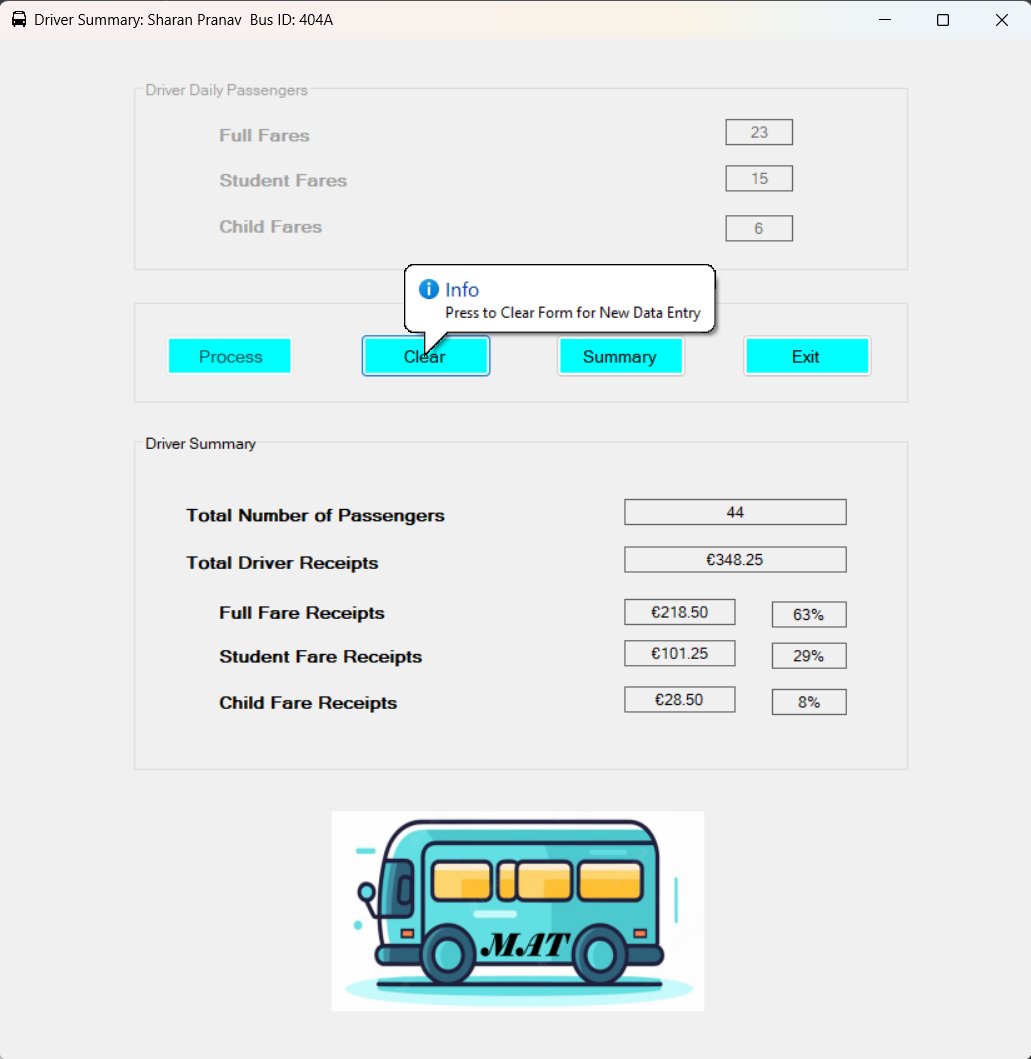 Driver Summary: Sharan Pranav  Bus ID: 404A
Driver Daily Passengers
Full Fares 23
Student Fares 15
Child Fares 6
Info
Press to Clear Form for New Data Entry
Process Clear Summary Exit
Driver Summary
Total Number of Passengers 44
Total Driver Receipts €348.25
Full Fare Receipts €218.50 63%
Student Fare Receipts €101.25 29%
Child Fare Receipts €28.50 8%
MAT